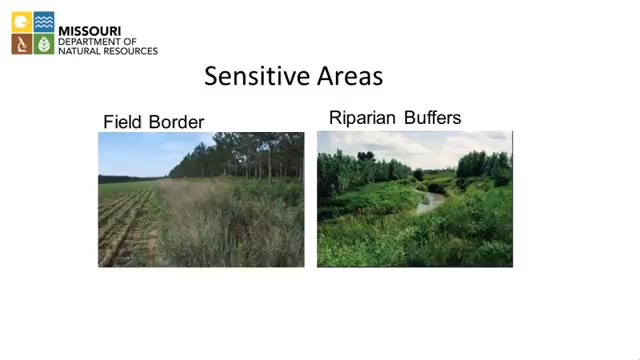 MISSOURI
DEPARTMENT OF
NATURAL RESOURCES
Sensitive Areas
Field Border
Riparian Buffers